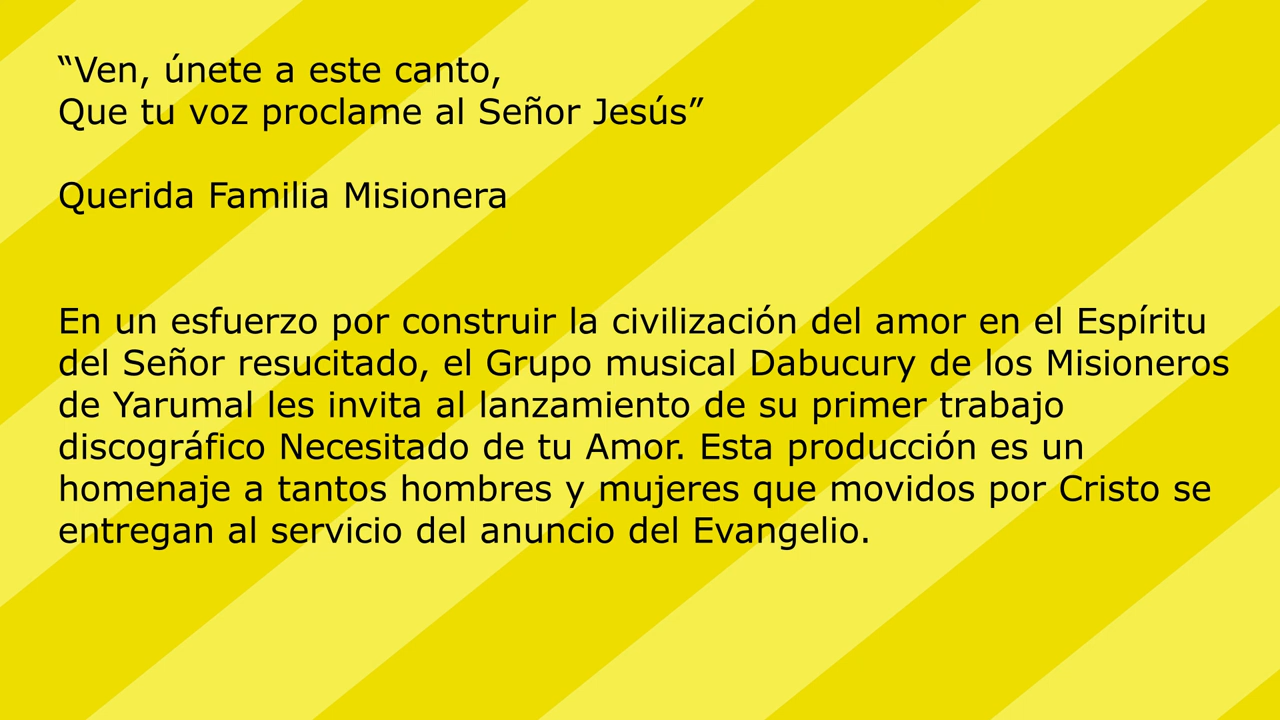 “Ven, únete a este canto,
Que tu voz proclame al Señor Jesús”
Querida Familia Misionera
En un esfuerzo por construir la civilización del amor en el Espíritu
del Señor resucitado, el Grupo musical Dabucury de los Misioneros
de Yarumal les invita al lanzamiento de su primer trabajo
discográfico Necesitado de tu Amor. Esta producción es un
homenaje a tantos hombres y mujeres que movidos por Cristo se
entregan al servicio del anuncio del Evangelio.